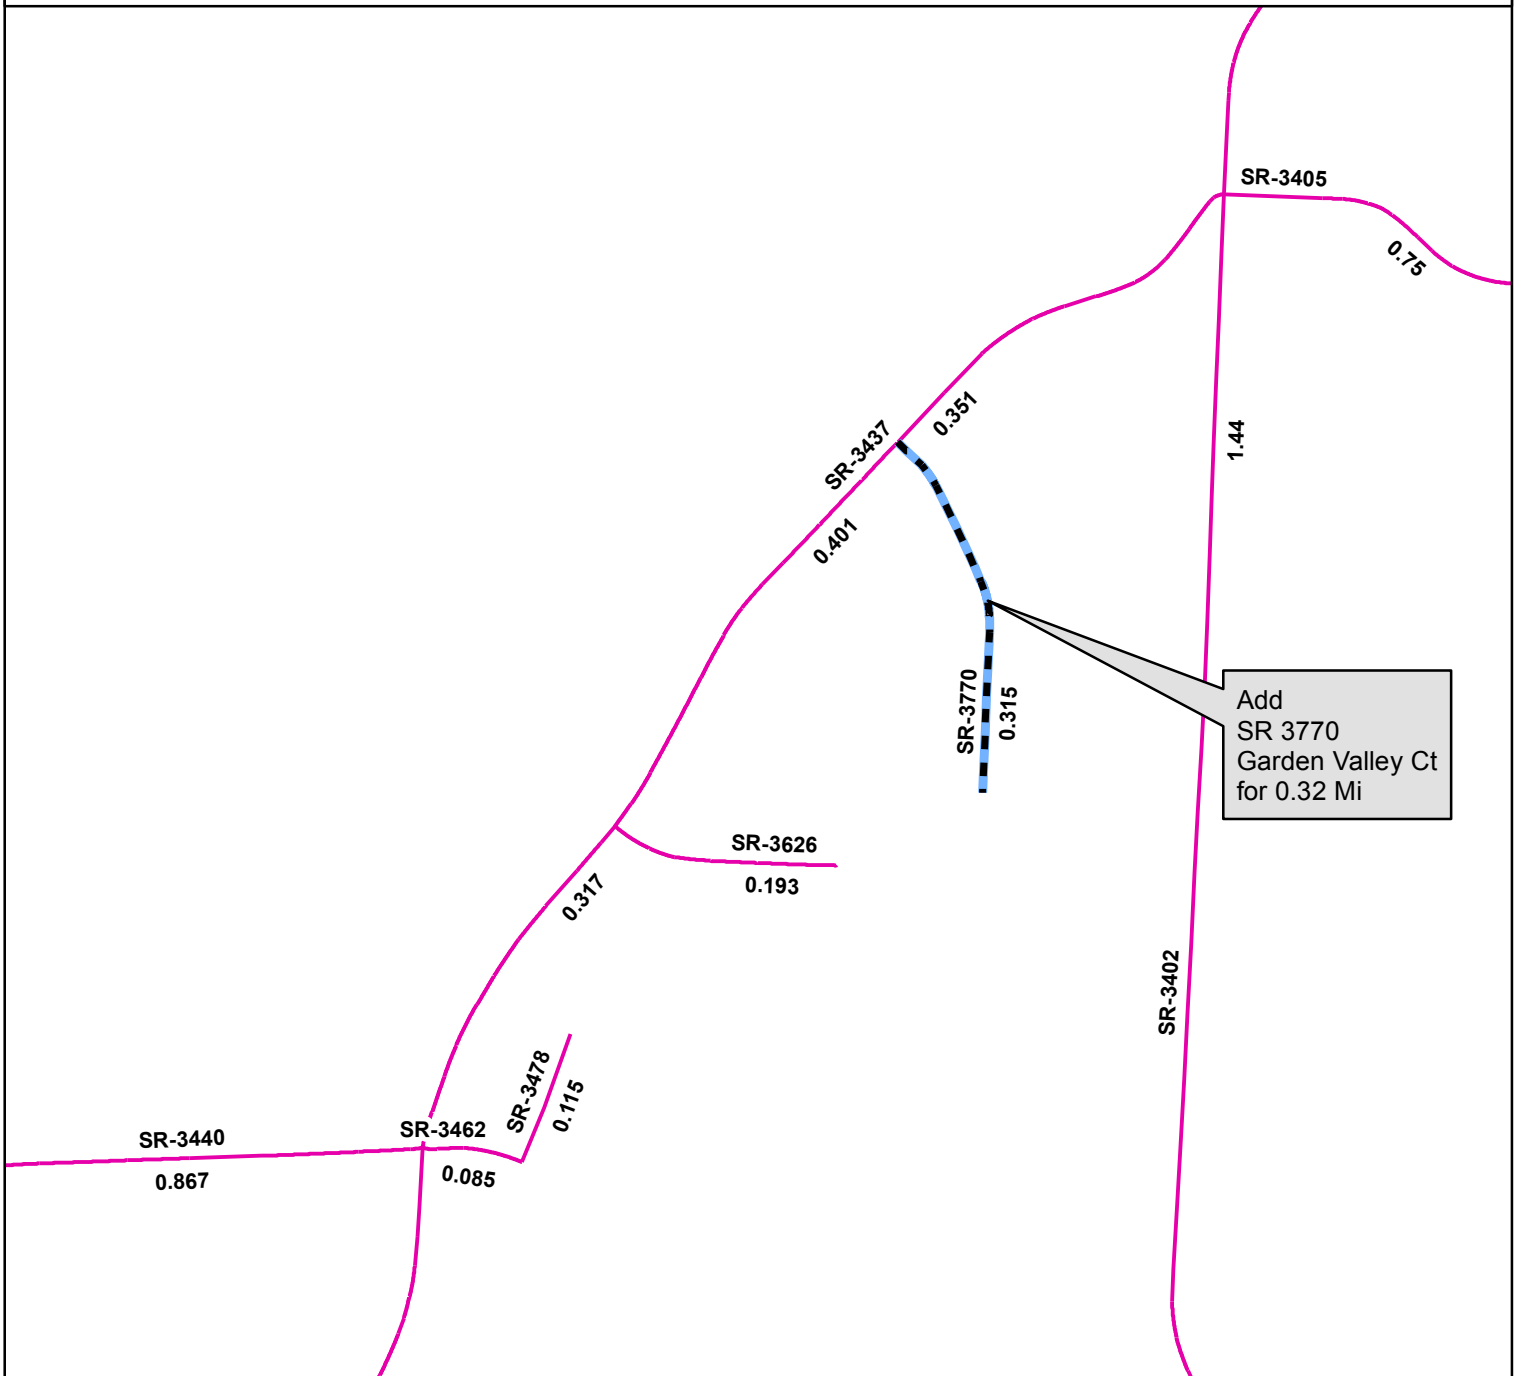 SR-3405
0.75
0.351
SR-3437
1.44
0.401
SR-3770
0.315
Add
SR 3770
Garden Valley Ct
for 0.32 Mi
SR-3626
0.193
0.317
SR-3402
SR-3478
0.115
SR-3462
SR-3440
0.085
0.867